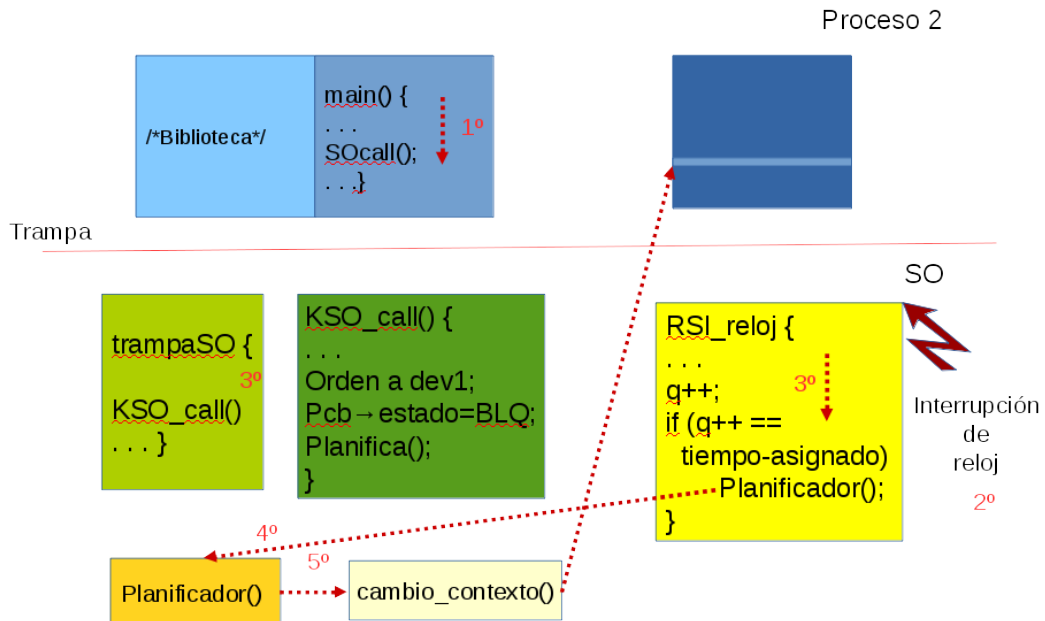 Proceso 2
/*Biblioteca*/
main() {
. . .
SOcall();
. . .}
1º
Trampa
SO
trampaSO {
3º
KSO_call()
. . . }
KSO_call() {
. . .
Orden a dev1;
Pcb→estado=BLQ;
Planifica();
}
RSI_reloj {
. . .
q++;
if (q++ ==
tiempo-asignado)
Planificador();
}
3º
Interrupción
de
reloj
2º
4º
5º
Planificador()
cambio_contexto()